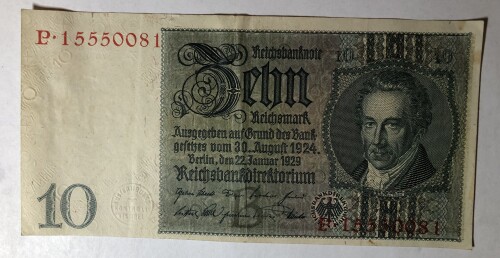 P·15550081
Reichsbanknote
10
10
Zehn
Reichsmark
Ausgegeben auf Grund des Bank-
gesetzes vom 30. August 1924.
Berlin, den 22. Januar 1929
Reichsbankdirektorium
10
P·15550081